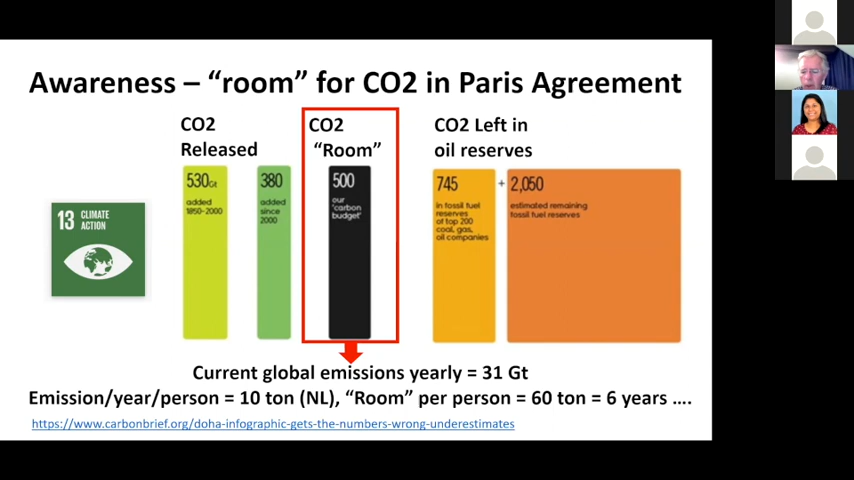 Awareness – “room” for CO2 in Paris Agreement
CO2
Released
CO2
“Room”
CO2 Left in
oil reserves
530Gt
added
1850-2000
380
added
since
2000
500
our
‘carbon
budget’
745
in fossil fuel
reserves
of top 200
coal, gas,
oil companies
+ 2,050
estimated remaining
fossil fuel reserves
13 CLIMATE
ACTION
Current global emissions yearly = 31 Gt
Emission/year/person = 10 ton (NL), “Room” per person = 60 ton = 6 years ....
https://www.carbonbrief.org/doha-infographic-gets-the-numbers-wrong-underestimates